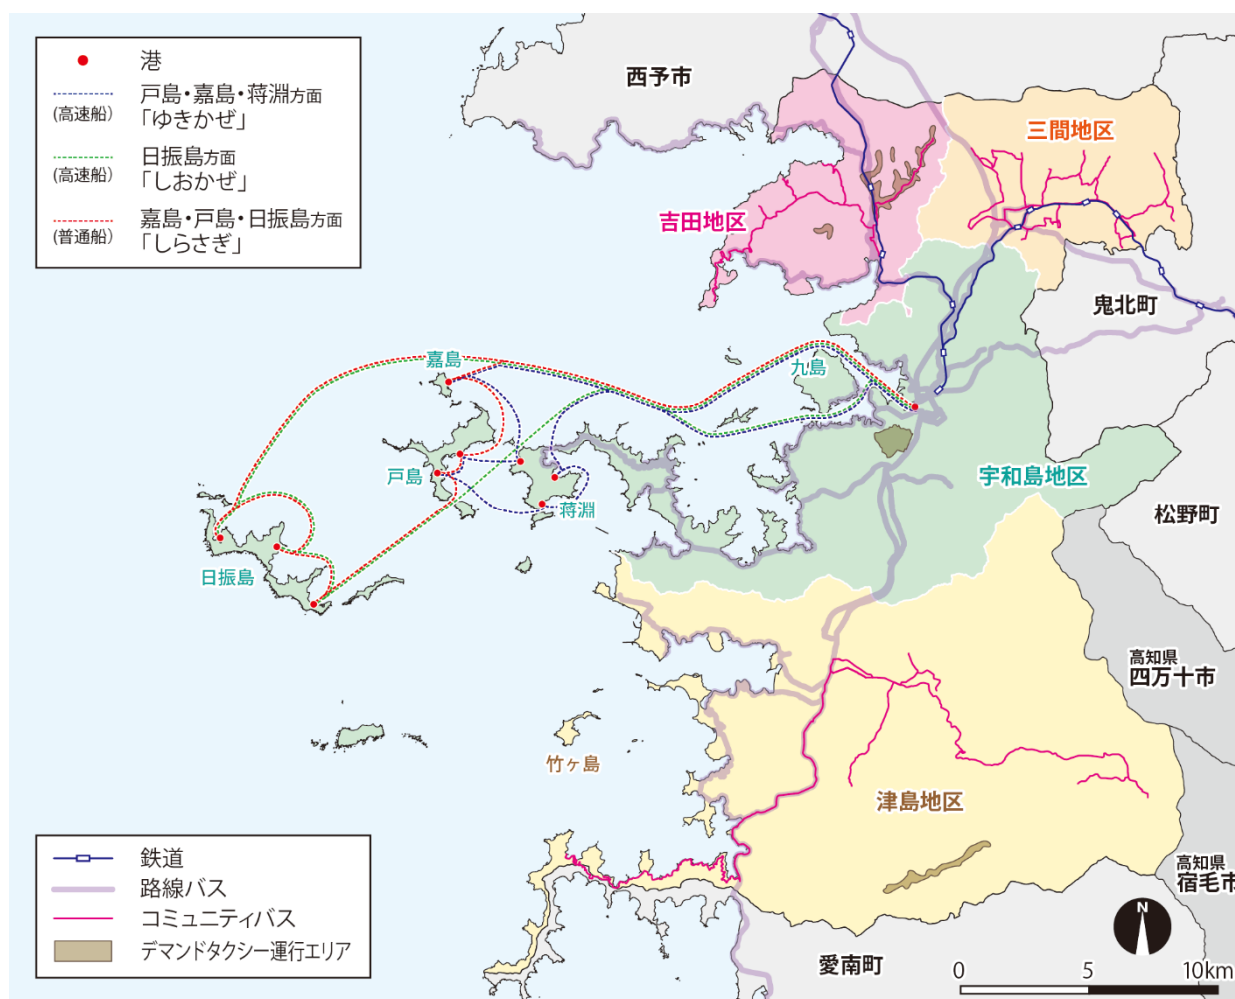 港
戸島・嘉島・蒋淵方面
(高速船)
「ゆきかぜ」
日振島方面
(高速船)
「しおかぜ」
嘉島・戸島・日振島方面
(普通船)
「しらさぎ」
西予市
三間地区
吉田地区
鬼北町
嘉島
九島
戸島
宇和島地区
蒋淵
松野町
日振島
高知県
四万十市
竹ヶ島
津島地区
高知県
宿毛市
愛南町
鉄道
路線バス
コミュニティバス
デマンドタクシー運行エリア
N
0 5 10km